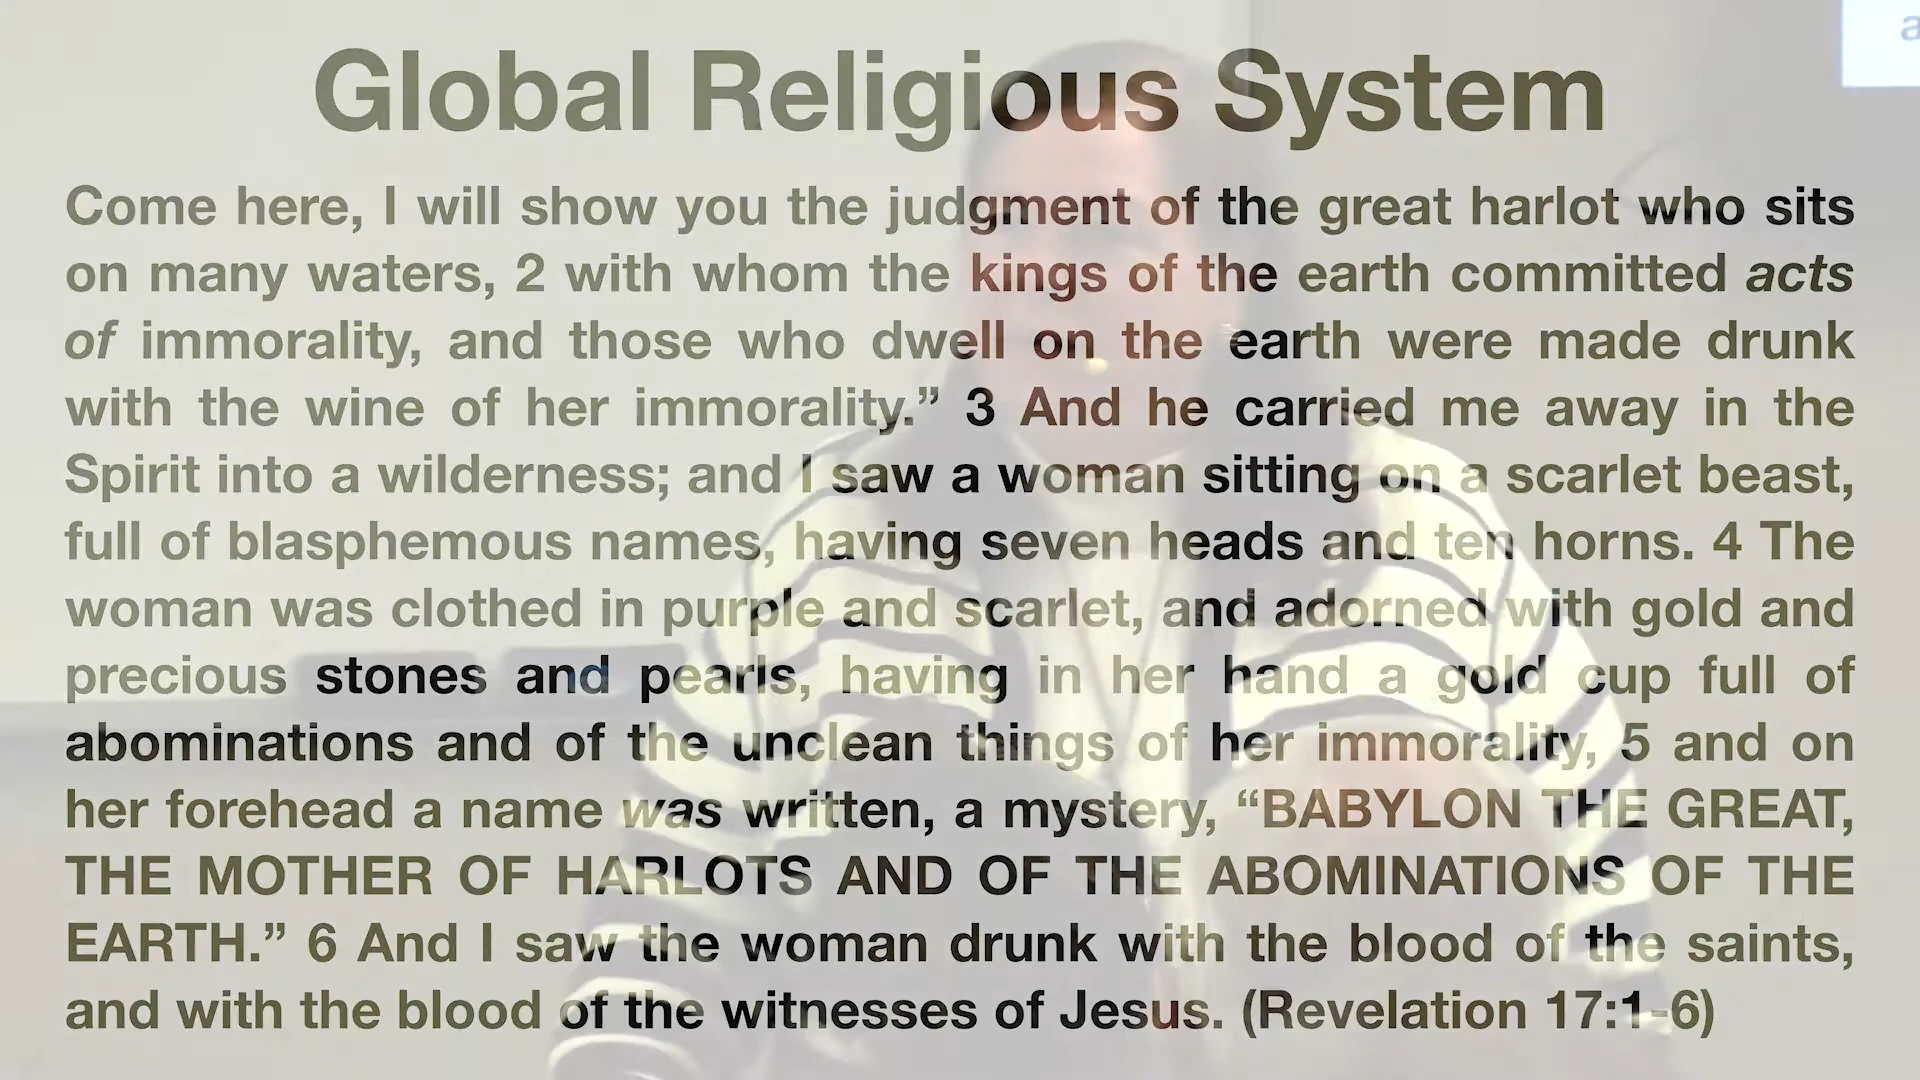 Global Religious System
Come here, I will show you the judgment of the great harlot who sits
on many waters, 2 with whom the kings of the earth committed acts
of immorality, and those who dwell on the earth were made drunk
with the wine of her immorality.” 3 And he carried me away in the
Spirit into a wilderness; and I saw a woman sitting on a scarlet beast,
full of blasphemous names, having seven heads and ten horns. 4 The
woman was clothed in purple and scarlet, and adorned with gold and
precious stones and pearls, having in her hand a gold cup full of
abominations and of the unclean things of her immorality, 5 and on
her forehead a name was written, a mystery, “BABYLON THE GREAT,
THE MOTHER OF HARLOTS AND OF THE ABOMINATIONS OF THE
EARTH.” 6 And I saw the woman drunk with the blood of the saints,
and with the blood of the witnesses of Jesus. (Revelation 17:1-6)